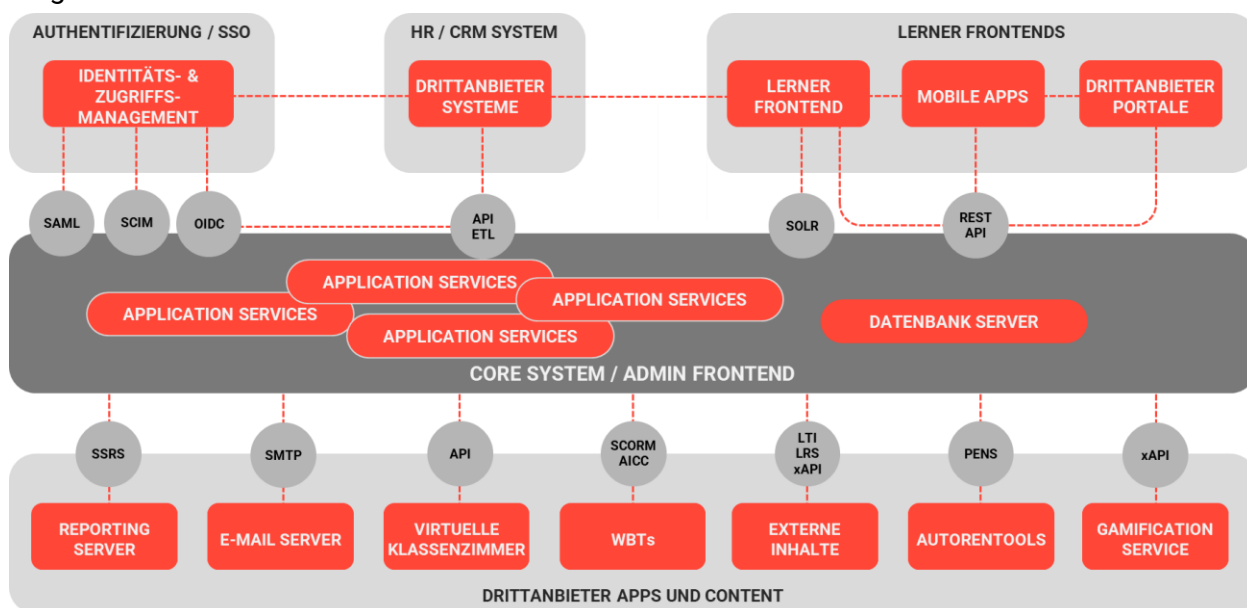 AUTHENTIFIZIERUNG / SSO
HR / CRM SYSTEM
LERNER FRONTENDS
IDENTITÄTS- &
ZUGRIFFS-
MANAGEMENT
DRITTANBIETER
SYSTEME
LERNER
FRONTEND
MOBILE APPS
DRITTANBIETER
PORTALE
SAML
SCIM
OIDC
API
ETL
SOLR
REST
API
APPLICATION SERVICES
APPLICATION SERVICES
APPLICATION SERVICES
APPLICATION SERVICES
DATENBANK SERVER
CORE SYSTEM / ADMIN FRONTEND
SSRS
SMTP
API
SCORM
AICC
LTI
LRS
xAPI
PENS
xAPI
REPORTING
SERVER
E-MAIL SERVER
VIRTUELLE
KLASSENZIMMER
WBTs
EXTERNE
INHALTE
AUTORENTOOLS
GAMIFICATION
SERVICE
DRITTANBIETER APPS UND CONTENT